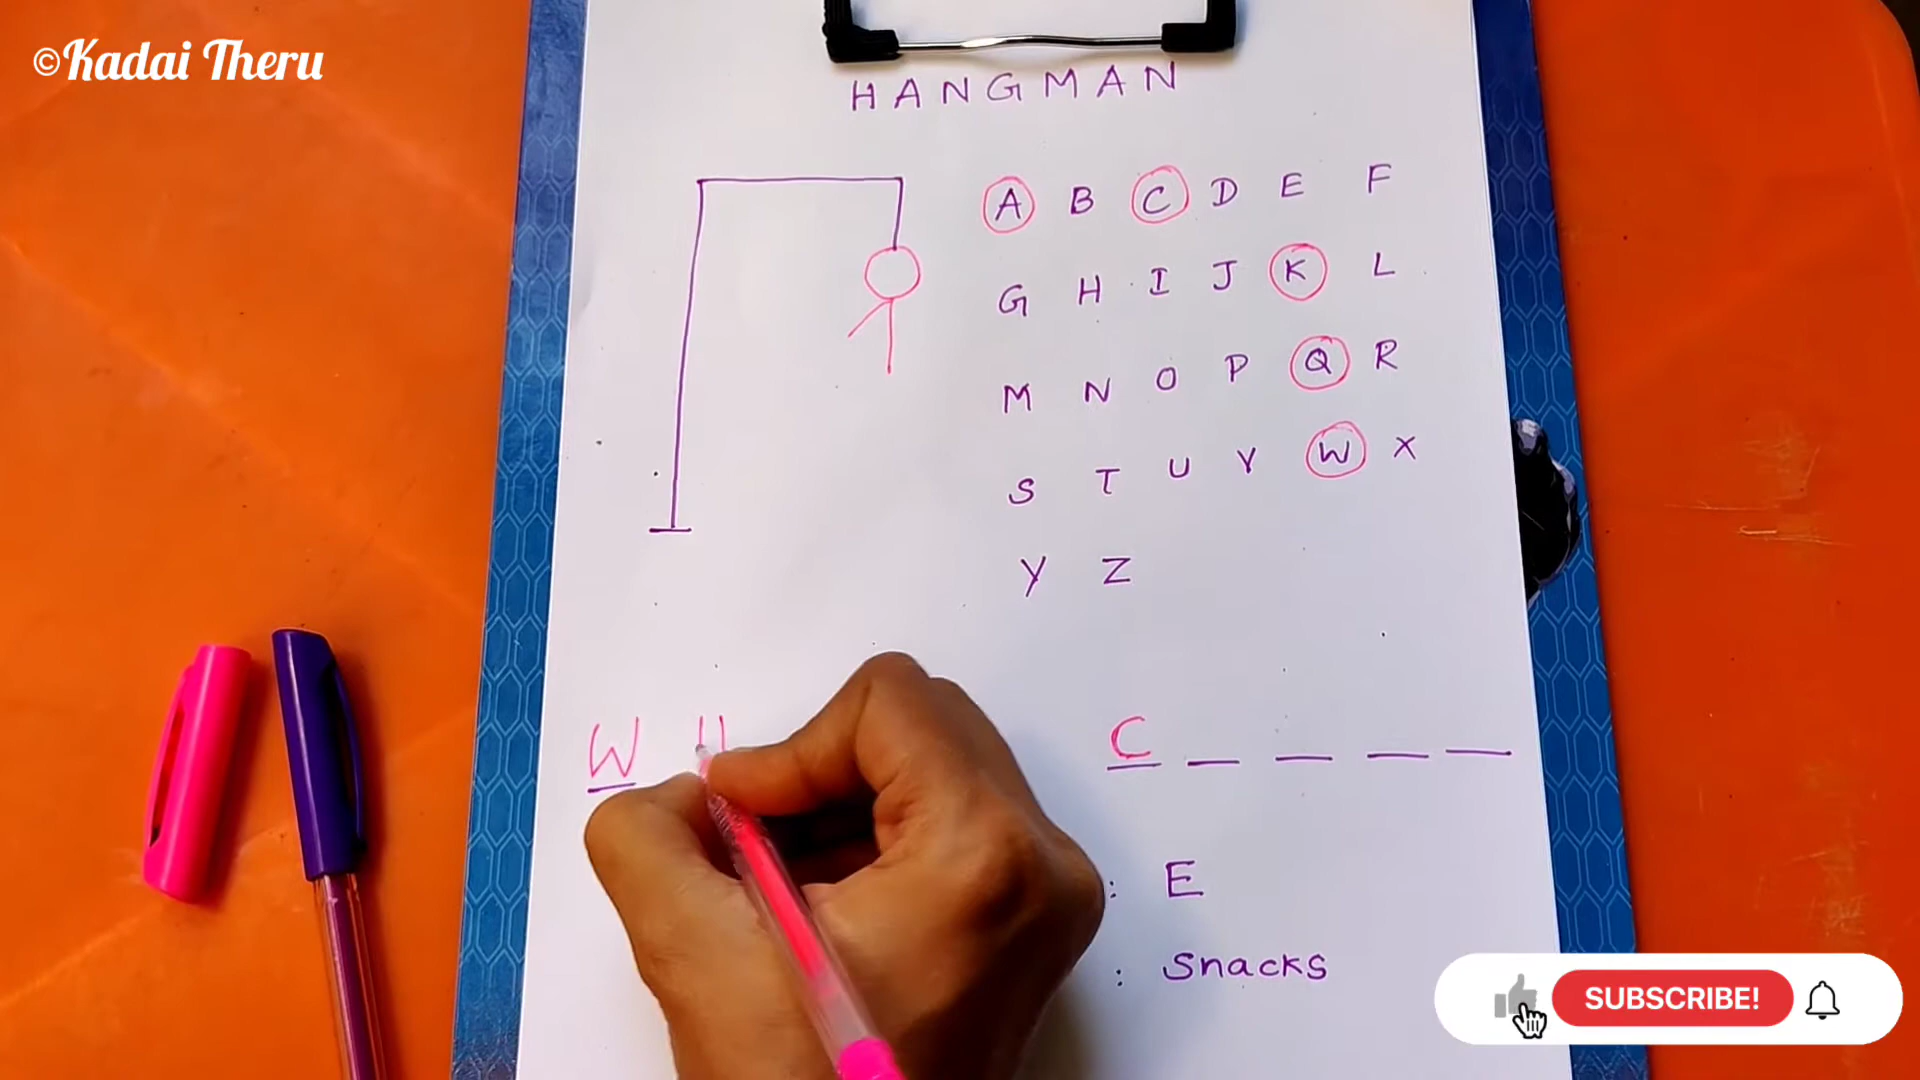 ©Kadai Theru
HANGMAN
A B C D E F
G H I J K L
M N O P Q R
S T U V W X
Y Z
W H C _ _ _ _
: E
: Snacks
SUBSCRIBE!